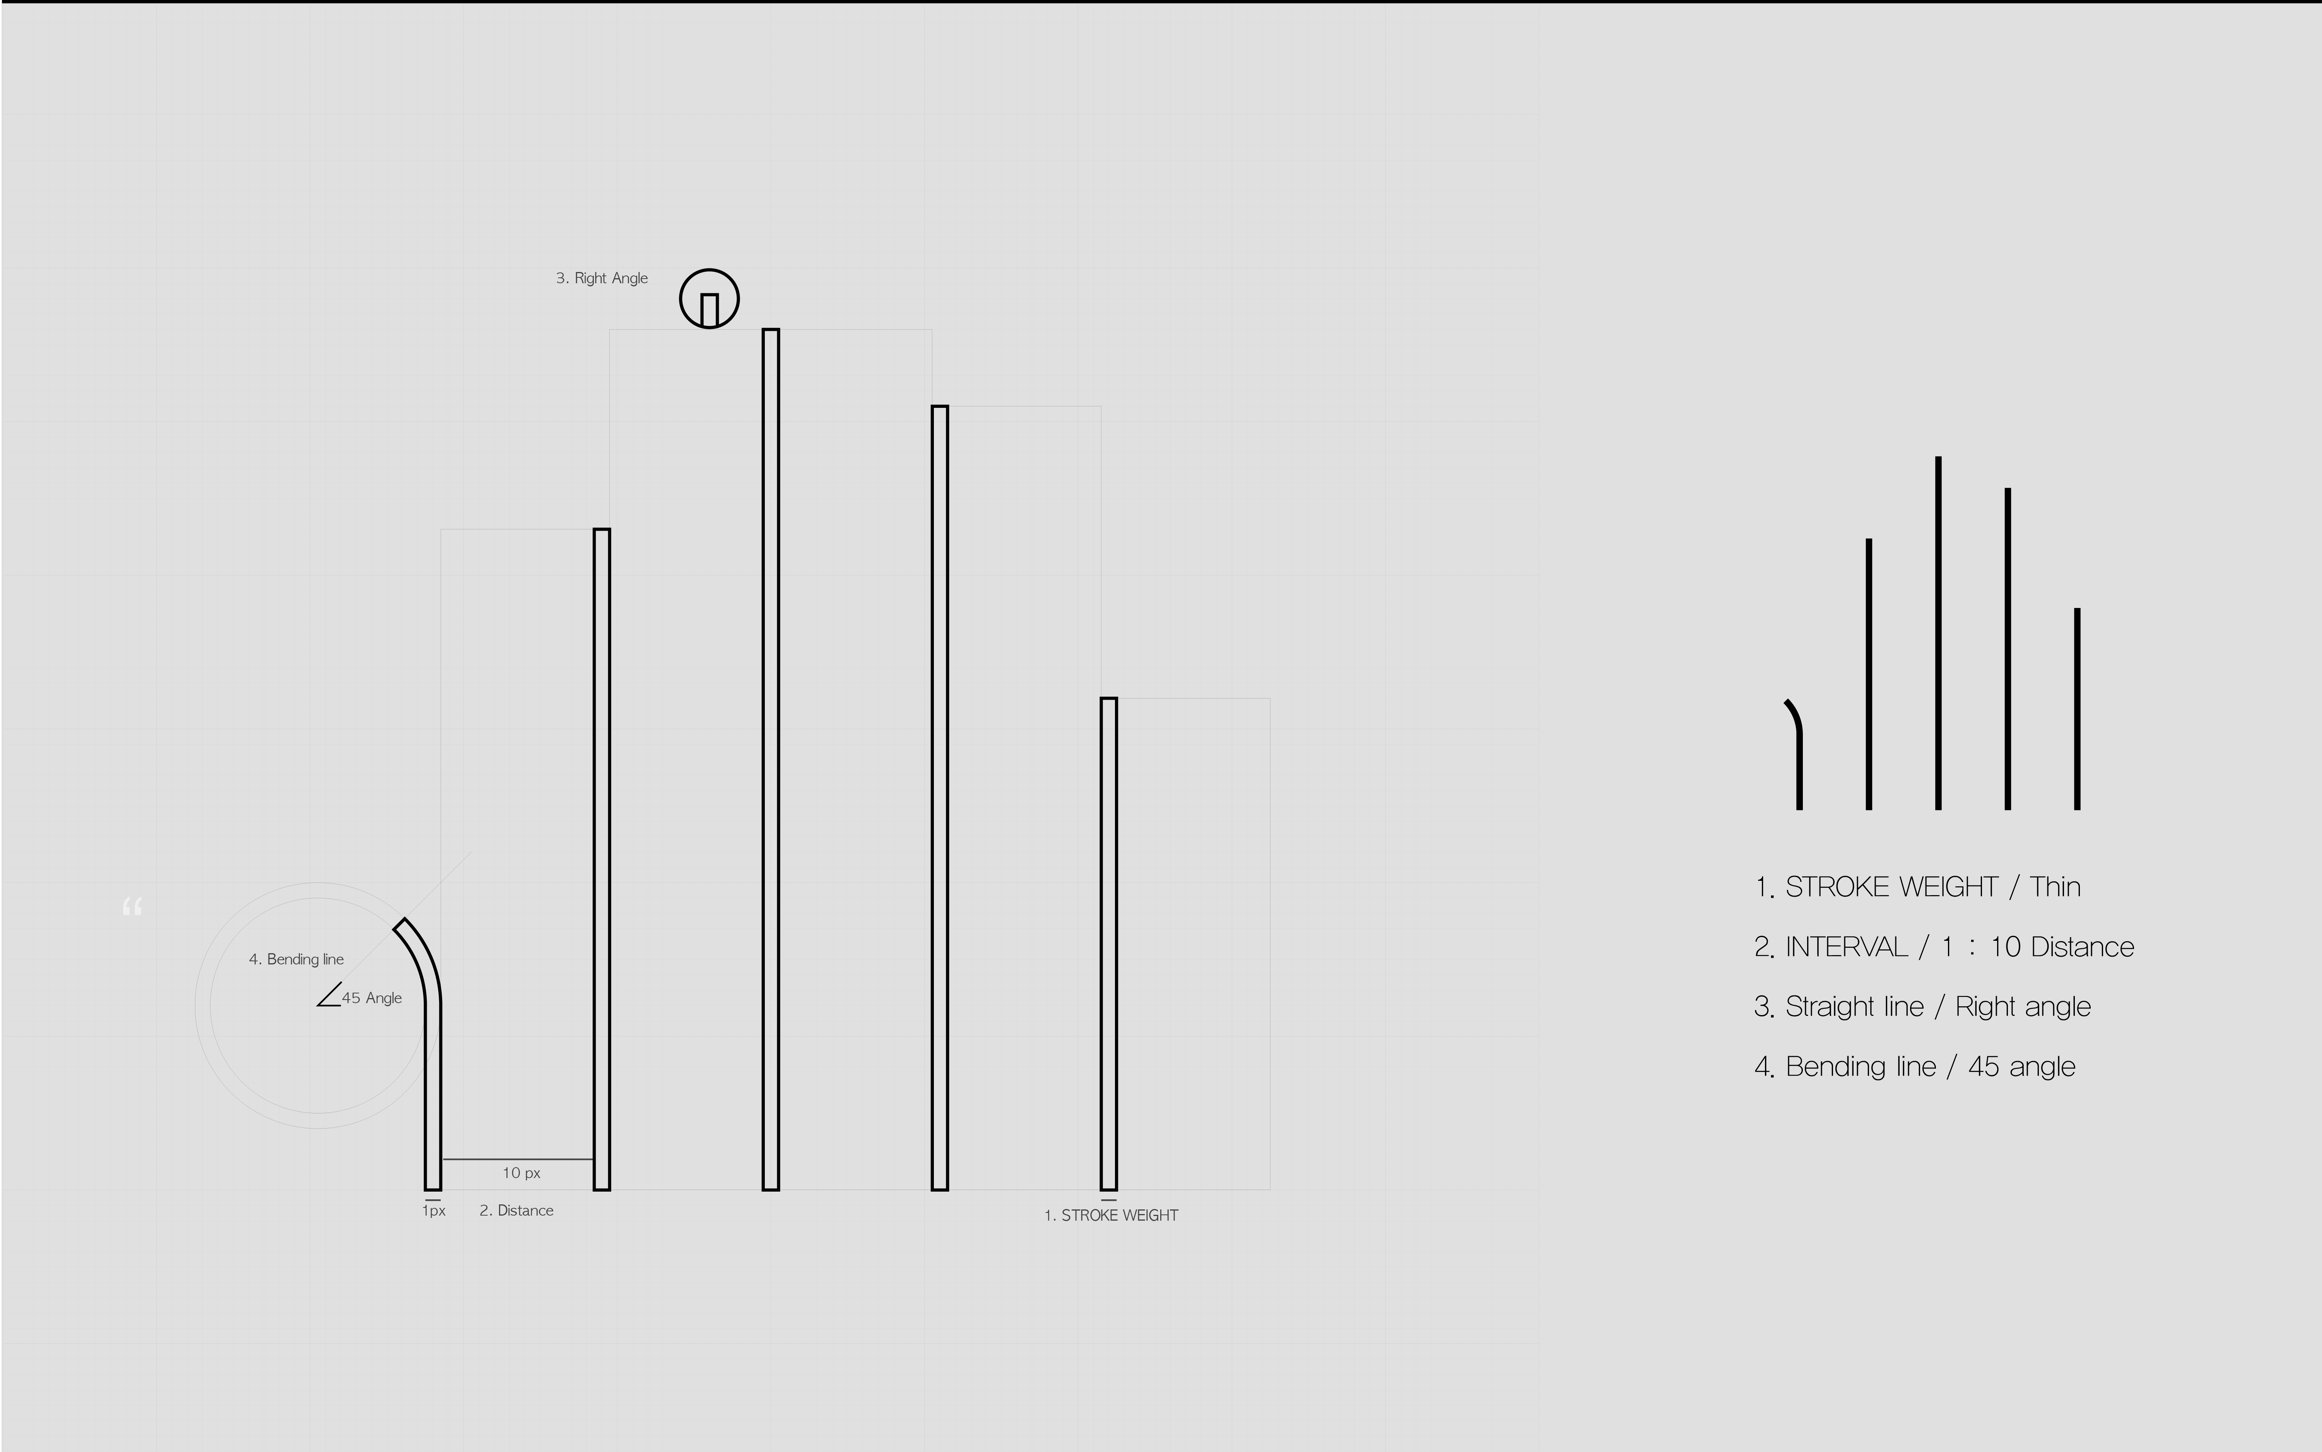 3. Right Angle
“
4. Bending line
45 Angle
10 px
1px
2. Distance
1. STROKE WEIGHT
1. STROKE WEIGHT / Thin
2. INTERVAL / 1 : 10 Distance
3. Straight line / Right angle
4. Bending line / 45 angle